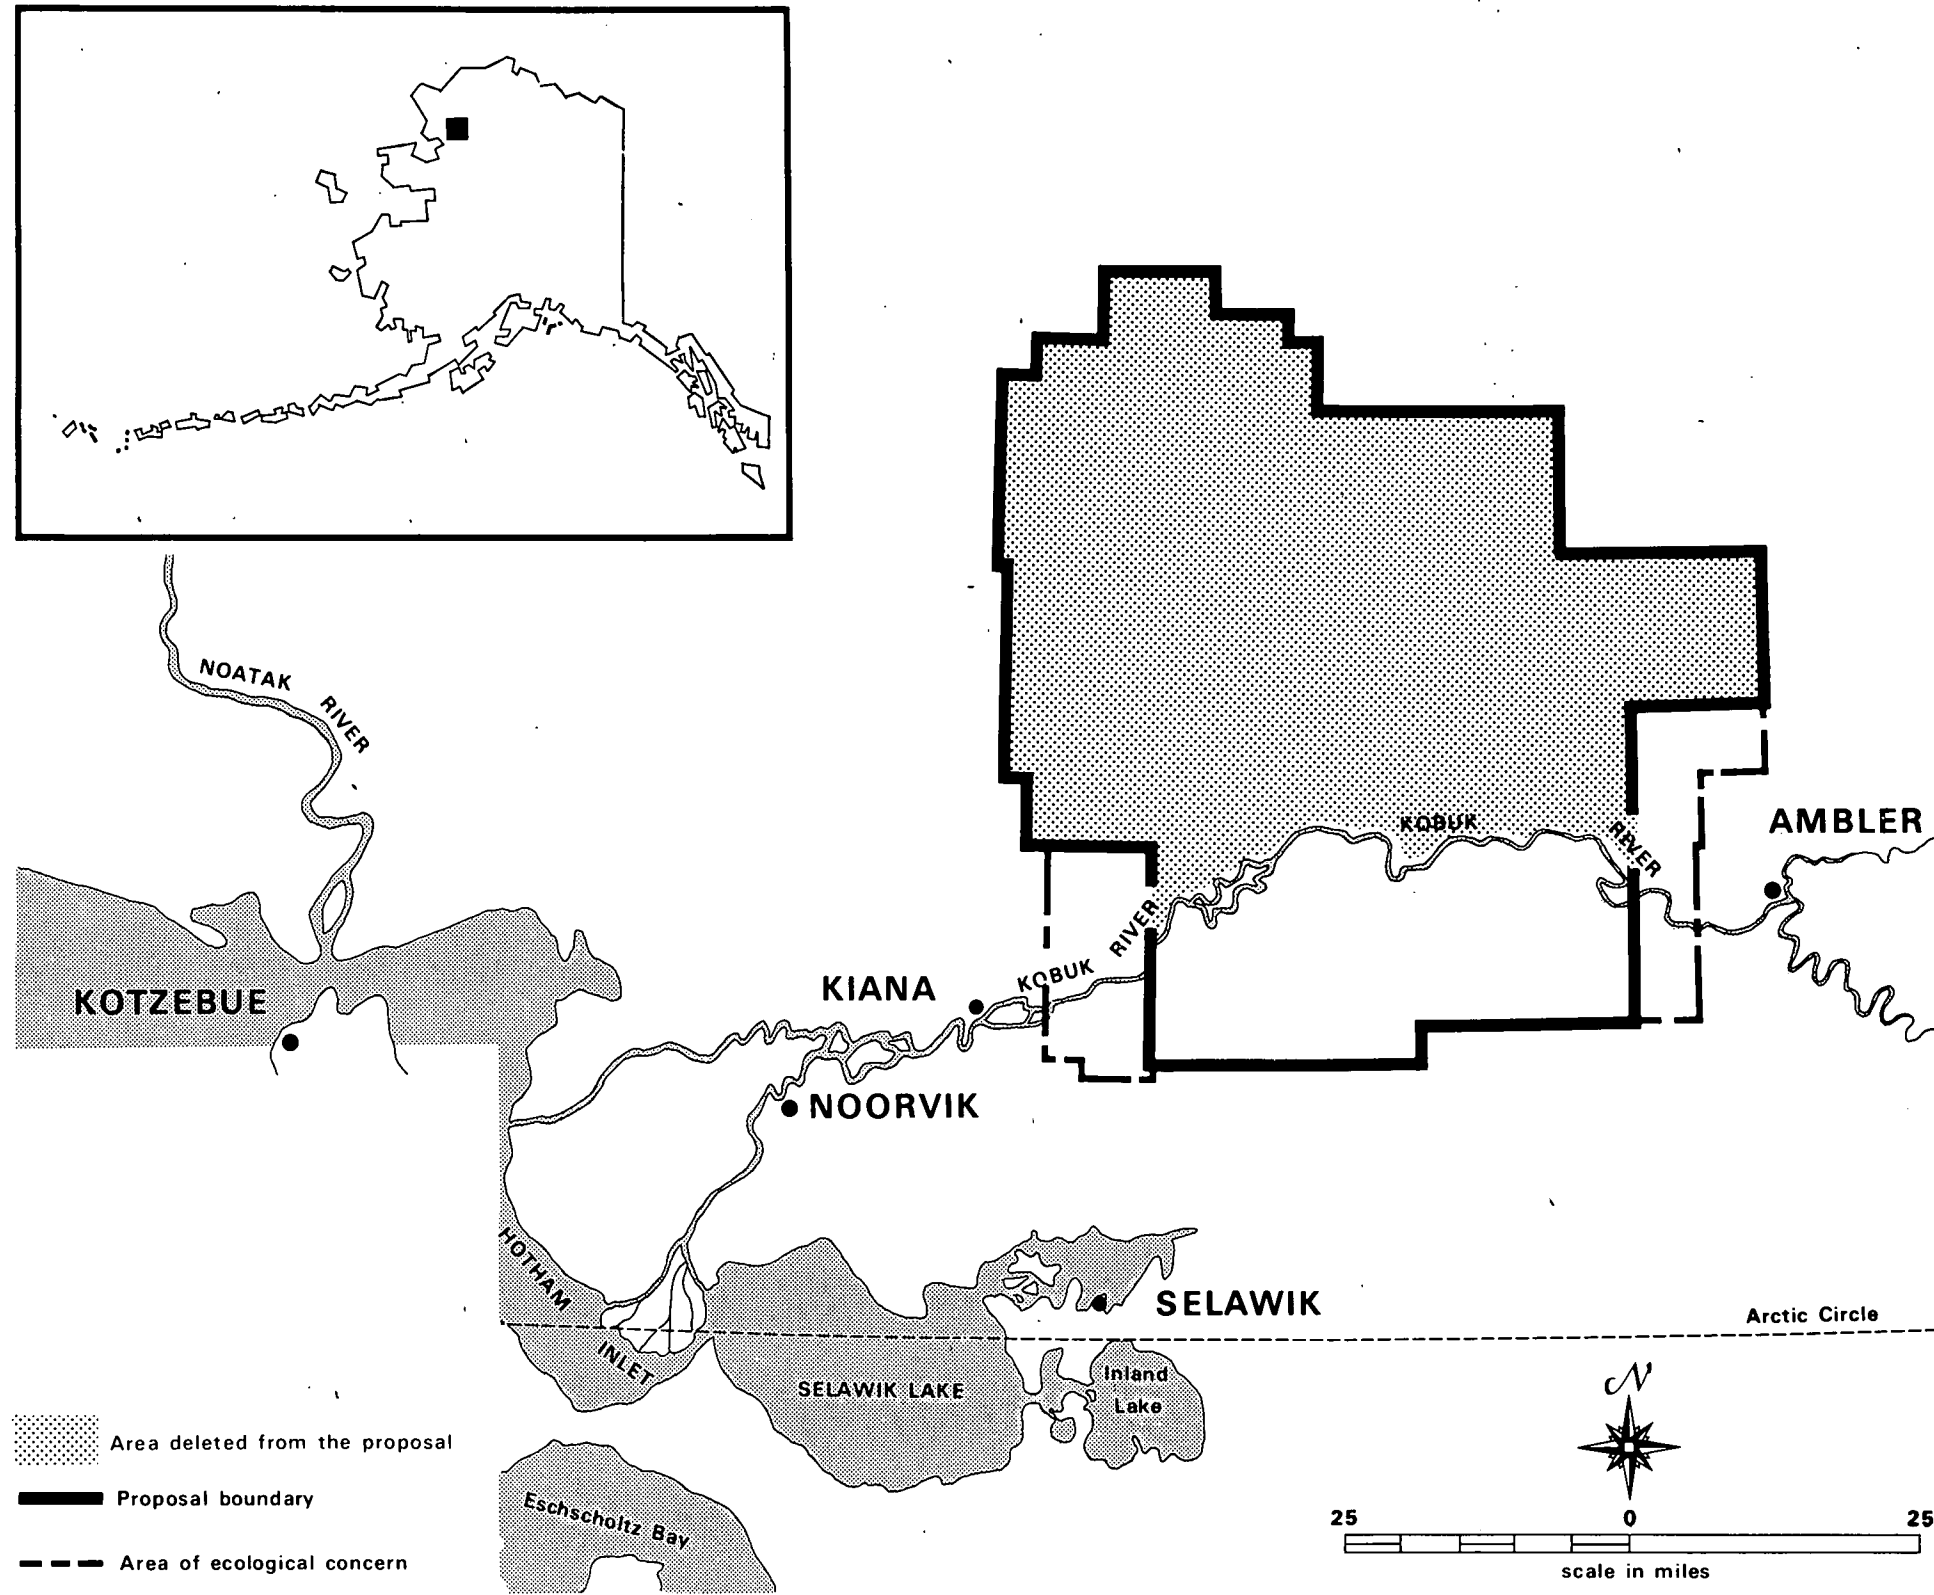 NOATAK
RIVER
KOBUK
RIVER
AMBLER
RIVER
KIANA
KOBUK
KOTZEBUE
NOORVIK
HOTHAM
INLET
SELAWIK
Arctic Circle
SELAWIK LAKE
Inland
Lake
N
Eschscholtz Bay
Area deleted from the proposal
Proposal boundary
Area of ecological concern
25 0 25
scale in miles